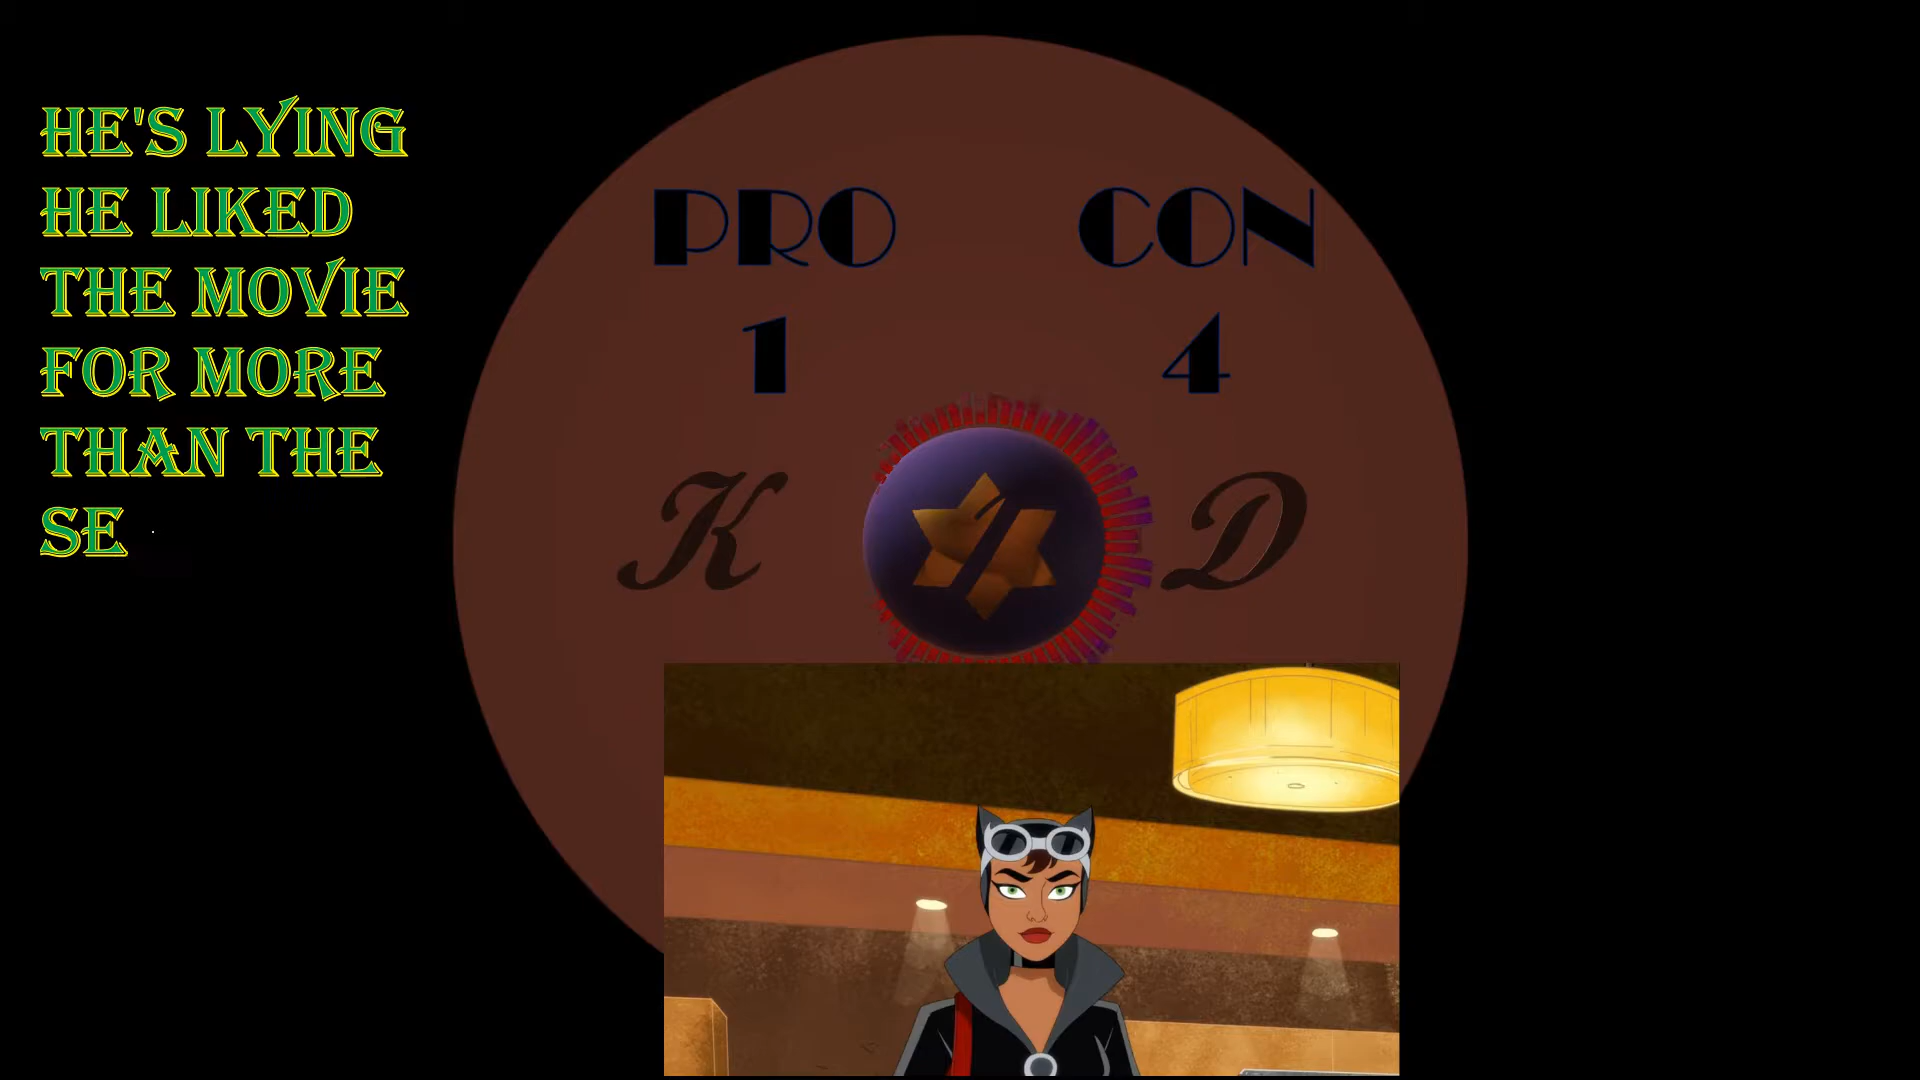 HE'S LYING
HE LIKED
THE MOVIE
FOR MORE
THAN THE
SE
PRO CON
1 4
K D